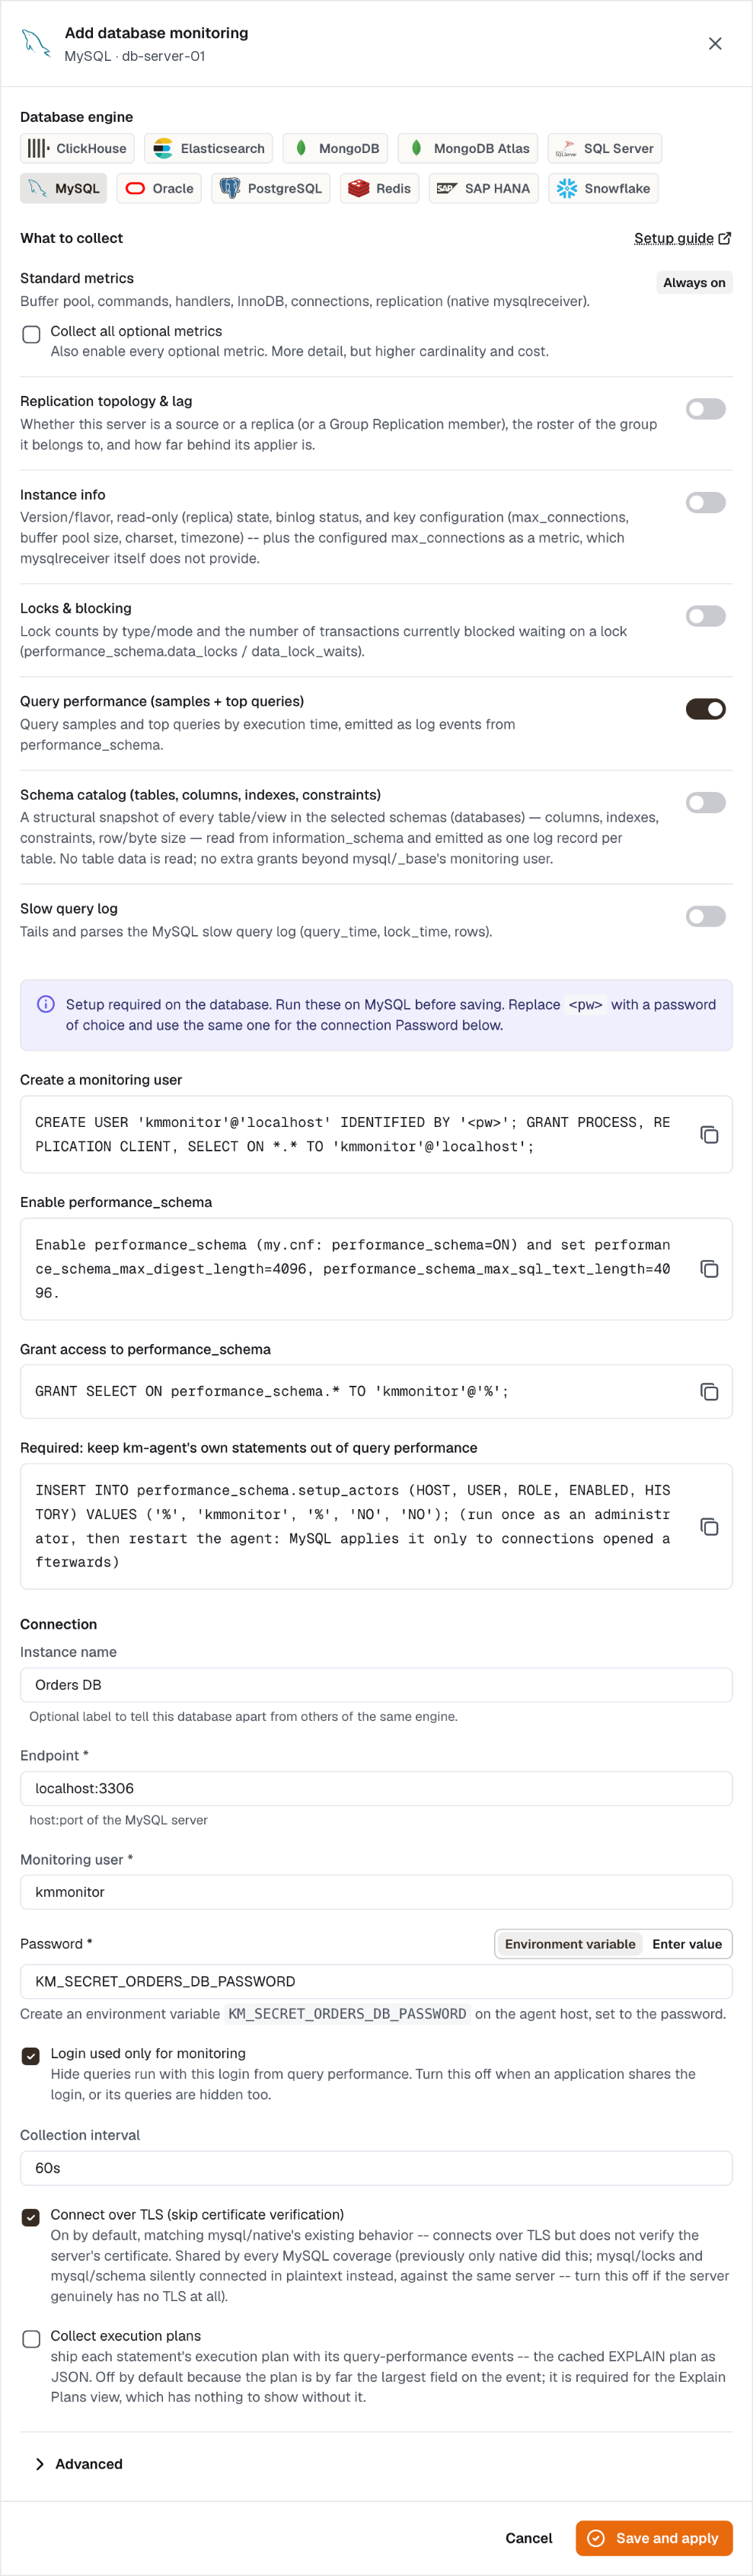 Add database monitoring
MySQL · db-server-01
Database engine
ClickHouse
Elasticsearch
MongoDB
MongoDB Atlas
SQL Server
MySQL
Oracle
PostgreSQL
Redis
SAP HANA
Snowflake
What to collect
Setup guide
Standard metrics
Always on
Buffer pool, commands, handlers, InnoDB, connections, replication (native mysqlreceiver).
Collect all optional metrics
Also enable every optional metric. More detail, but higher cardinality and cost.
Replication topology & lag
Whether this server is a source or a replica (or a Group Replication member), the roster of the group
it belongs to, and how far behind its applier is.
Instance info
Version/flavor, read-only (replica) state, binlog status, and key configuration (max_connections,
buffer pool size, charset, timezone) -- plus the configured max_connections as a metric, which
mysqlreceiver itself does not provide.
Locks & blocking
Lock counts by type/mode and the number of transactions currently blocked waiting on a lock
(performance_schema.data_locks / data_lock_waits).
Query performance (samples + top queries)
Query samples and top queries by execution time, emitted as log events from
performance_schema.
Schema catalog (tables, columns, indexes, constraints)
A structural snapshot of every table/view in the selected schemas (databases) — columns, indexes,
constraints, row/byte size — read from information_schema and emitted as one log record per
table. No table data is read; no extra grants beyond mysql/_base's monitoring user.
Slow query log
Tails and parses the MySQL slow query log (query_time, lock_time, rows).
Setup required on the database. Run these on MySQL before saving. Replace <pw> with a password
of choice and use the same one for the connection Password below.
Create a monitoring user
CREATE USER 'kmmonitor'@'localhost' IDENTIFIED BY '<pw>'; GRANT PROCESS, RE
PLICATION CLIENT, SELECT ON *.* TO 'kmmonitor'@'localhost';
Enable performance_schema
Enable performance_schema (my.cnf: performance_schema=ON) and set performan
ce_schema_max_digest_length=4096, performance_schema_max_sql_text_length=40
96.
Grant access to performance_schema
GRANT SELECT ON performance_schema.* TO 'kmmonitor'@'%';
Required: keep km-agent's own statements out of query performance
INSERT INTO performance_schema.setup_actors (HOST, USER, ROLE, ENABLED, HIS
TORY) VALUES ('%', 'kmmonitor', '%', 'NO', 'NO'); (run once as an administr
ator, then restart the agent: MySQL applies it only to connections opened a
fterwards)
Connection
Instance name
Orders DB
Optional label to tell this database apart from others of the same engine.
Endpoint *
localhost:3306
host:port of the MySQL server
Monitoring user *
kmmonitor
Password *
Environment variable
Enter value
KM_SECRET_ORDERS_DB_PASSWORD
Create an environment variable KM_SECRET_ORDERS_DB_PASSWORD on the agent host, set to the password.
Login used only for monitoring
Hide queries run with this login from query performance. Turn this off when an application shares the
login, or its queries are hidden too.
Collection interval
60s
Connect over TLS (skip certificate verification)
On by default, matching mysql/native's existing behavior -- connects over TLS but does not verify the
server's certificate. Shared by every MySQL coverage (previously only native did this; mysql/locks and
mysql/schema silently connected in plaintext instead, against the same server -- turn this off if the server
genuinely has no TLS at all).
Collect execution plans
ship each statement's execution plan with its query-performance events -- the cached EXPLAIN plan as
JSON. Off by default because the plan is by far the largest field on the event; it is required for the Explain
Plans view, which has nothing to show without it.
Advanced
Cancel
Save and apply